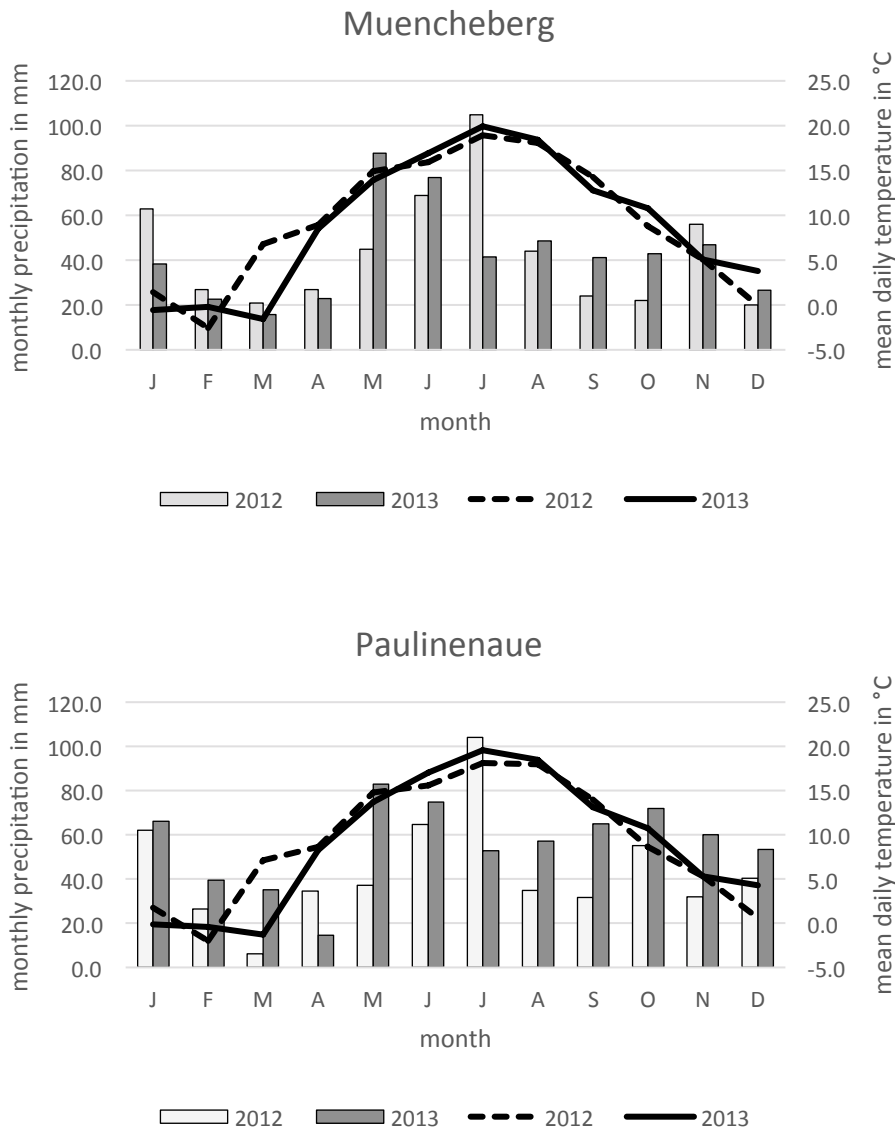 Muencheberg
monthly precipitation in mm
120.0
100.0
80.0
60.0
40.0
20.0
0.0
25.0
20.0
15.0
10.0
5.0
0.0
-5.0
mean daily temperature in °C
J F M A M J J A S O N D
month
2012 2013 2012 2013
Paulinenaue
monthly precipitation in mm
120.0
100.0
80.0
60.0
40.0
20.0
0.0
25.0
20.0
15.0
10.0
5.0
0.0
-5.0
mean daily temperature in °C
J F M A M J J A S O N D
month
2012 2013 2012 2013